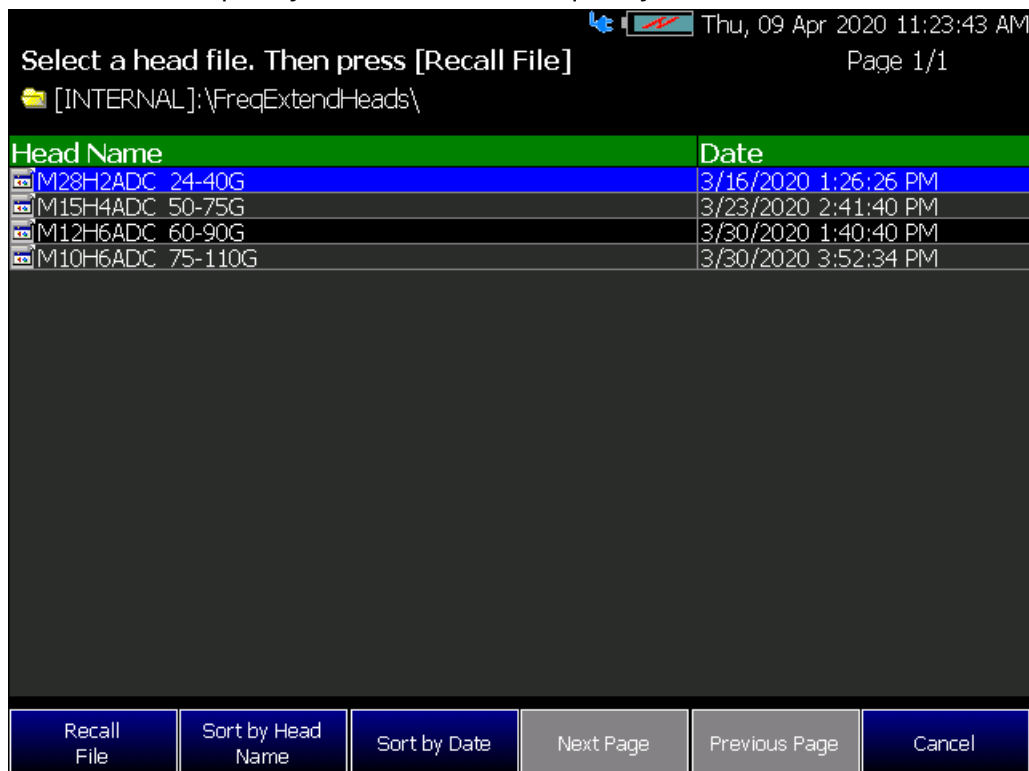 Thu, 09 Apr 2020 11:23:43 AM
Select a head file. Then press [Recall File] Page 1/1
[INTERNAL]:\FreqExtendHeads\
Head Name Date
M28H2ADC 24-40G 3/16/2020 1:26:26 PM
M15H4ADC 50-75G 3/23/2020 2:41:40 PM
M12H6ADC 60-90G 3/30/2020 1:40:40 PM
M10H6ADC 75-110G 3/30/2020 3:52:34 PM
Recall File
Sort by Head Name
Sort by Date
Next Page
Previous Page
Cancel